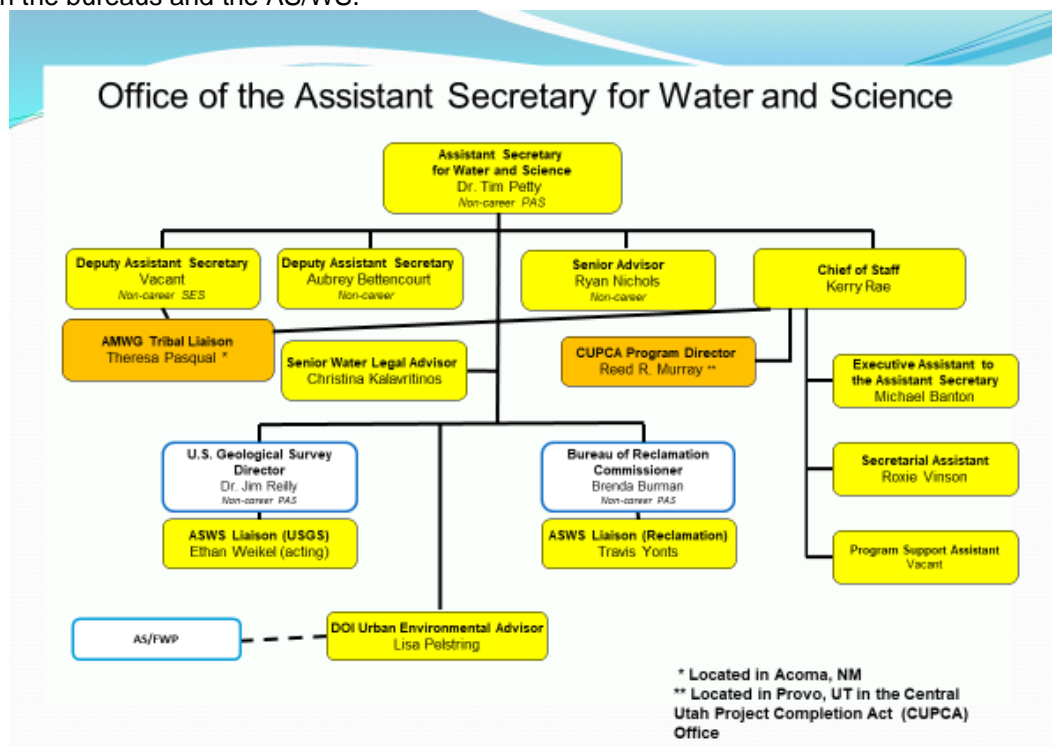 n the bureaus and the AS/WS.
Office of the Assistant Secretary for Water and Science
Assistant Secretary
for Water and Science
Dr. Tim Petty
Non-career PAS
Deputy Assistant Secretary
Vacant
Non-career SES
Deputy Assistant Secretary
Aubrey Bettencourt
Non-career
Senior Advisor
Ryan Nichols
Non-career
Chief of Staff
Kerry Rae
AMWG Tribal Liaison
Theresa Pasqual *
Senior Water Legal Advisor
Christina Kalavritinos
CUPCA Program Director
Reed R. Murray **
Executive Assistant to
the Assistant Secretary
Michael Banton
U.S. Geological Survey
Director
Dr. Jim Reilly
Non-career PAS
Bureau of Reclamation
Commissioner
Brenda Burman
Non-career PAS
Secretarial Assistant
Roxie Vinson
ASWS Liaison (USGS)
Ethan Weikel (acting)
ASWS Liaison (Reclamation)
Travis Yonts
Program Support Assistant
Vacant
AS/FWP
DOI Urban Environmental Advisor
Lisa Pelstring
* Located in Acoma, NM
** Located in Provo, UT in the Central
Utah Project Completion Act (CUPCA)
Office